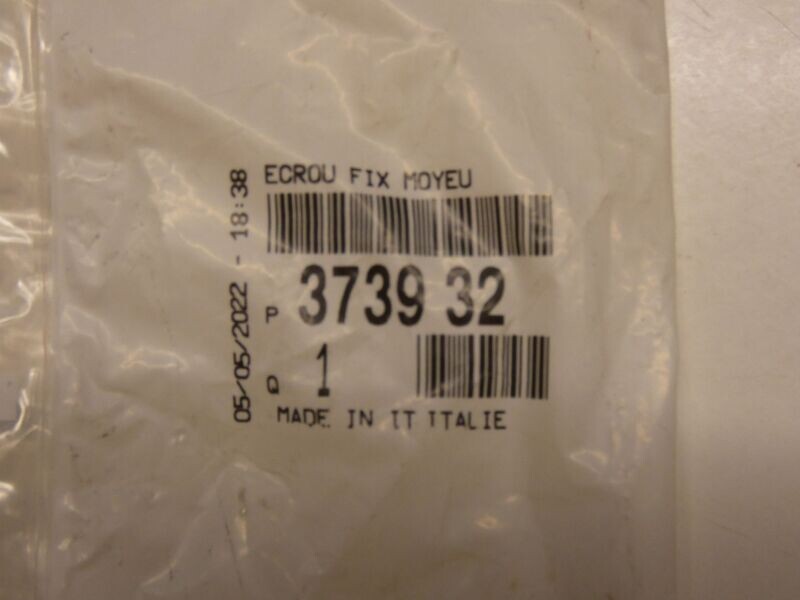 ECROU FIX MOYEU
P 3739 32
Q 1
MADE IN IT ITALIE
05/05/2022 - 18:38